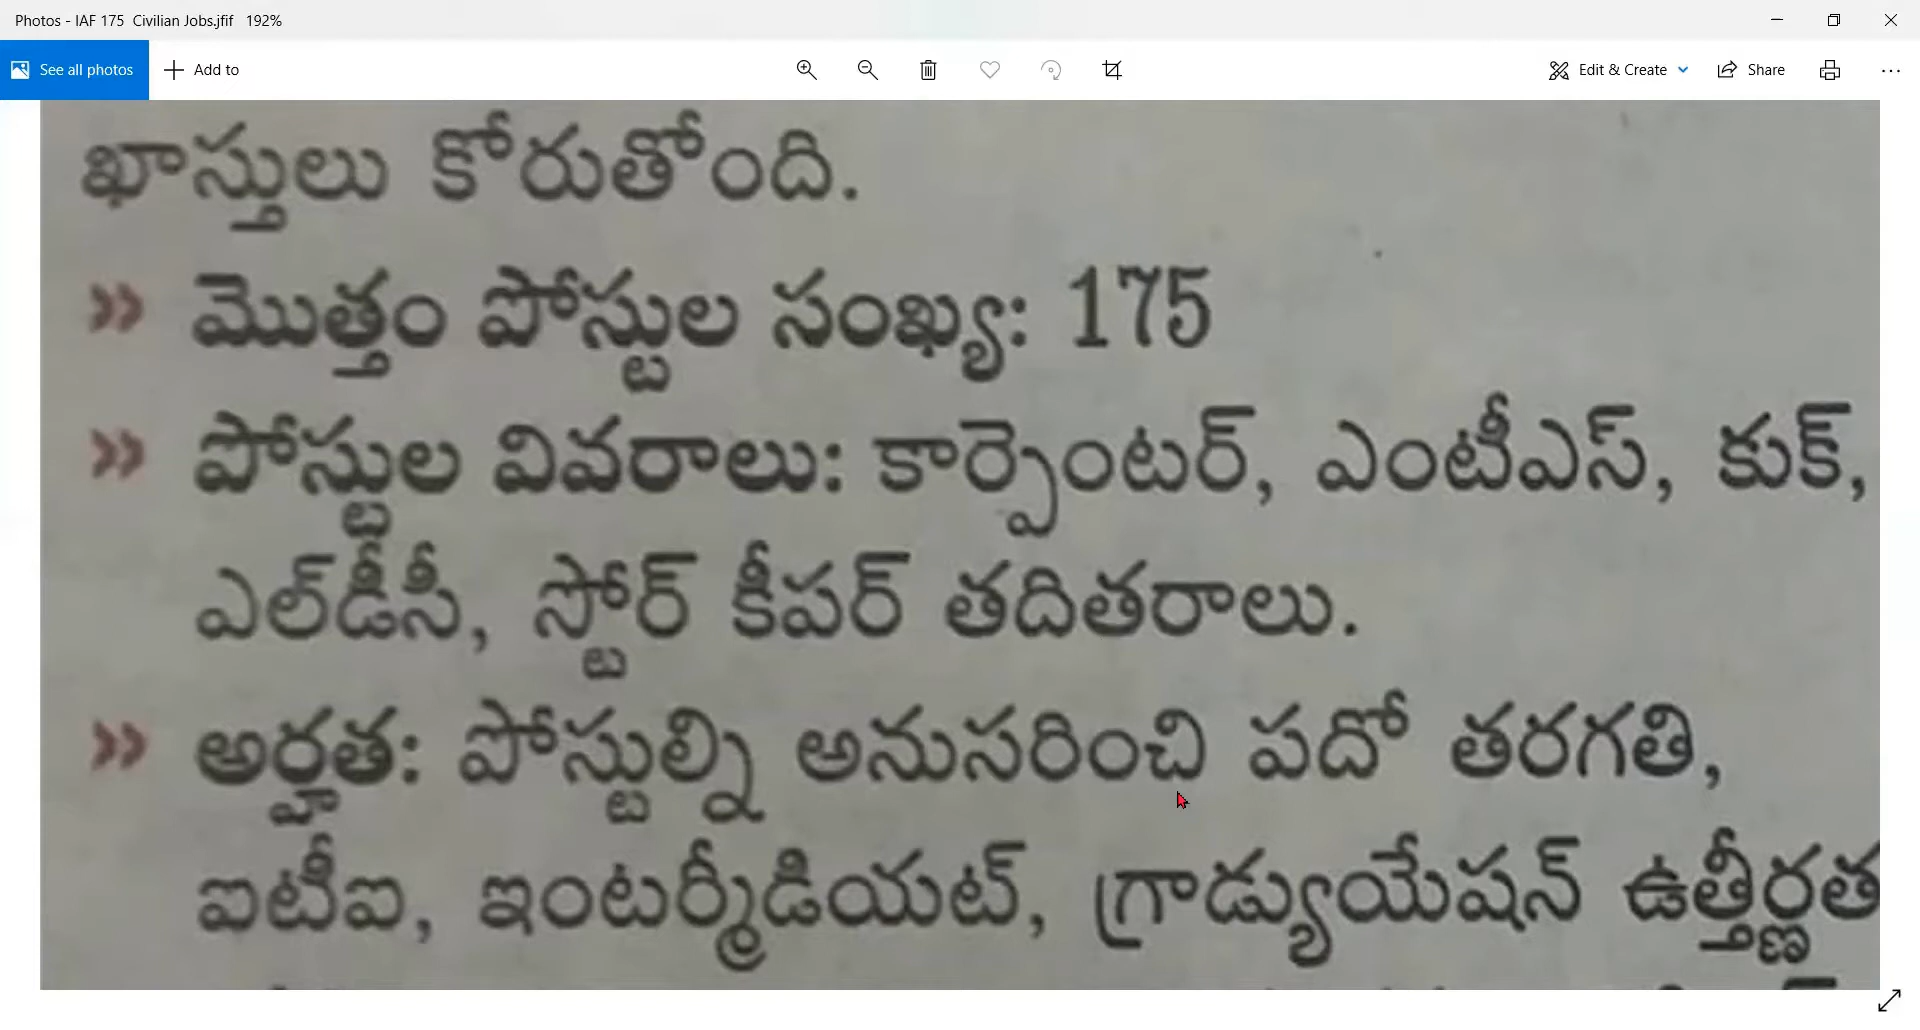 Photos - IAF 175 Civilian Jobs.jfif 192%
See all photos
Add to
Edit & Create
Share
ఖాస్తులు కోరుతోంది.
» మొత్తం పోస్టుల సంఖ్య: 175
» పోస్టుల వివరాలు: కార్పెంటర్, ఎంటీఎస్, కుక్,
ఎల్‌డీసీ, స్టోర్ కీపర్ తదితరాలు.
» అర్హత: పోస్టుల్ని అనుసరించి పదో తరగతి,
ఐటీఐ, ఇంటర్మీడియట్, గ్రాడ్యుయేషన్ ఉత్తీర్ణత